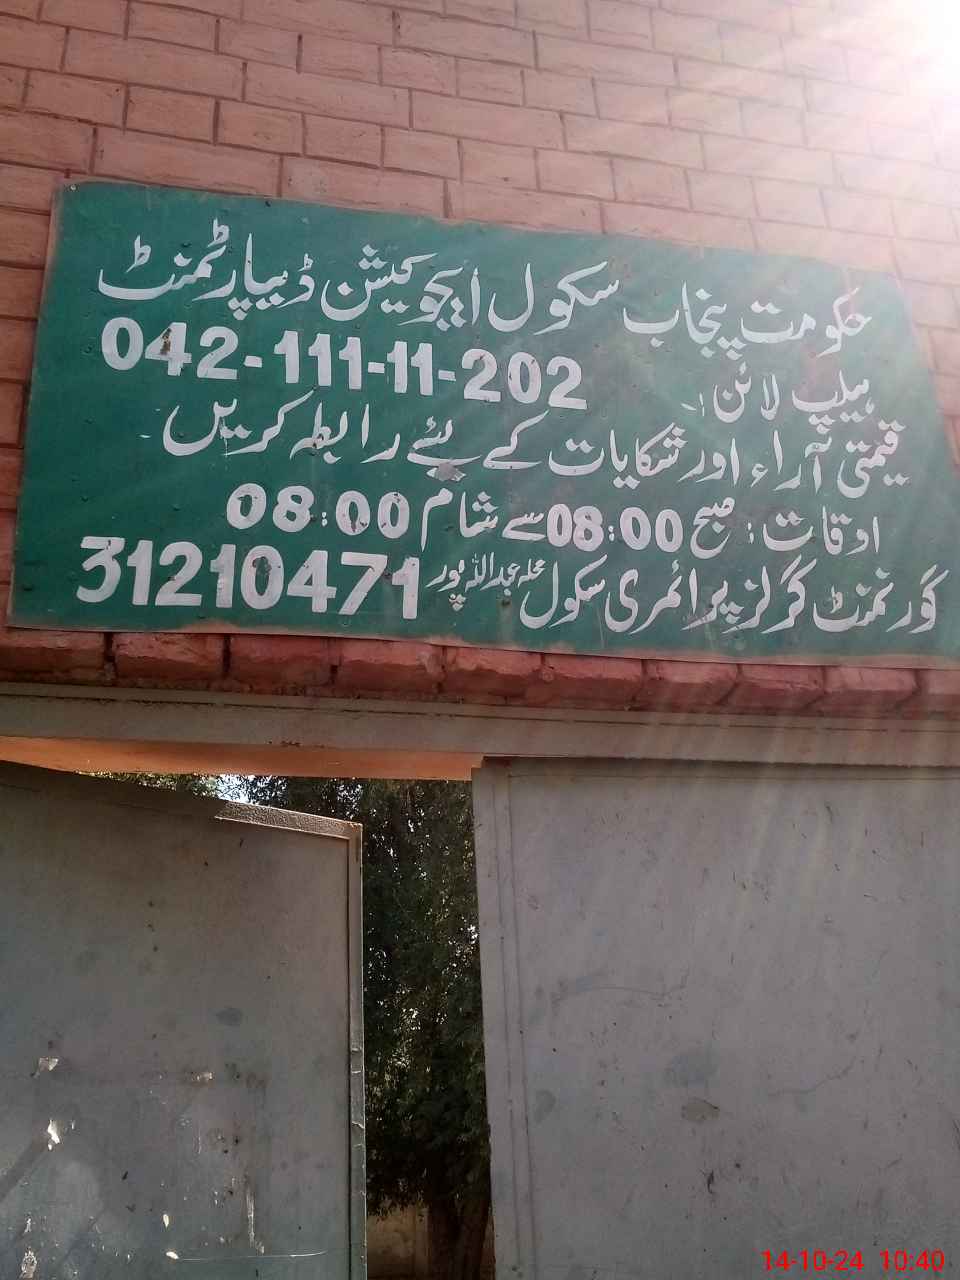 حکومت پنجاب سکول ایجوکیشن ڈیپارٹمنٹ
ہیلپ لائن :۔ 042-111-11-202
قیمتی آراء اور شکایات کے لیئے رابطہ کریں ۔
اوقات : صبح 08:00 سے شام 08:00
گورنمنٹ گرلز پرائمری سکول محلہ عبداللہ پور 31210471
14-10-24 10:40